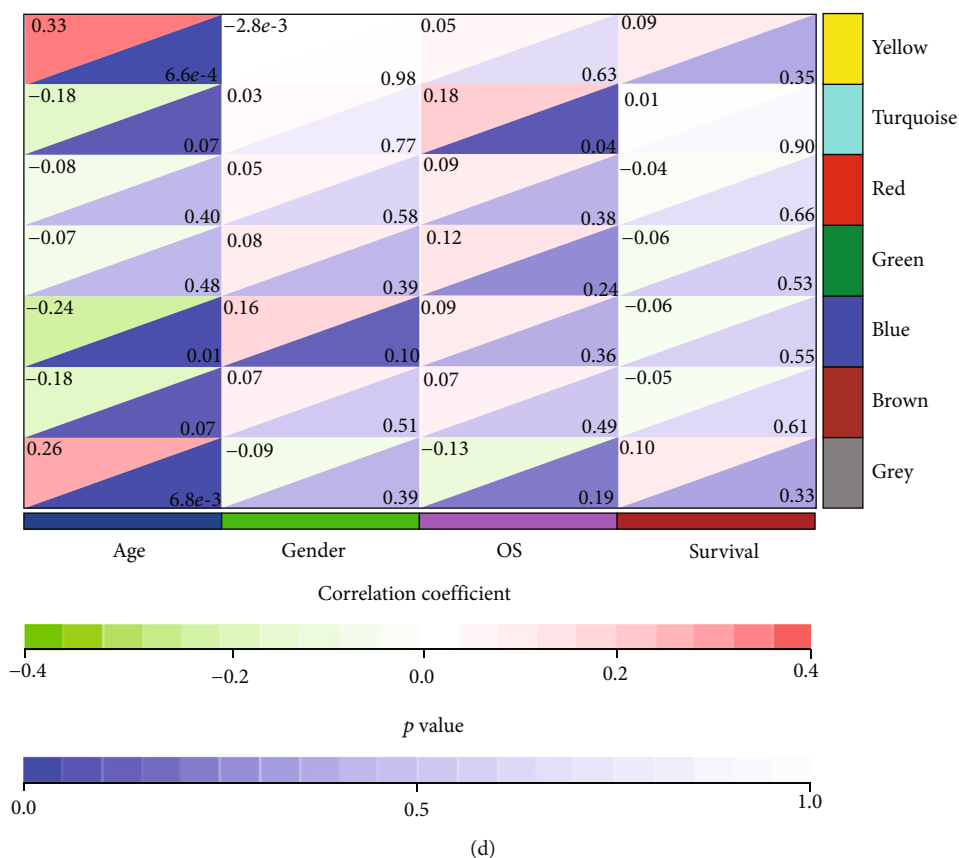 0.33 −2.8e-3 0.05 0.09
6.6e-4 0.98 0.63 0.35
Yellow
−0.18 0.03 0.18 0.01
0.07 0.77 0.04 0.90
Turquoise
−0.08 0.05 0.09 −0.04
0.40 0.58 0.38 0.66
Red
−0.07 0.08 0.12 −0.06
0.48 0.39 0.24 0.53
Green
−0.24 0.16 0.09 −0.06
0.01 0.10 0.36 0.55
Blue
−0.18 0.07 0.07 −0.05
0.07 0.51 0.49 0.61
Brown
0.26 −0.09 −0.13 0.10
6.8e-3 0.39 0.19 0.33
Grey
Age Gender OS Survival
Correlation coefficient
−0.4 −0.2 0.0 0.2 0.4
p value
0.0 0.5 1.0
(d)